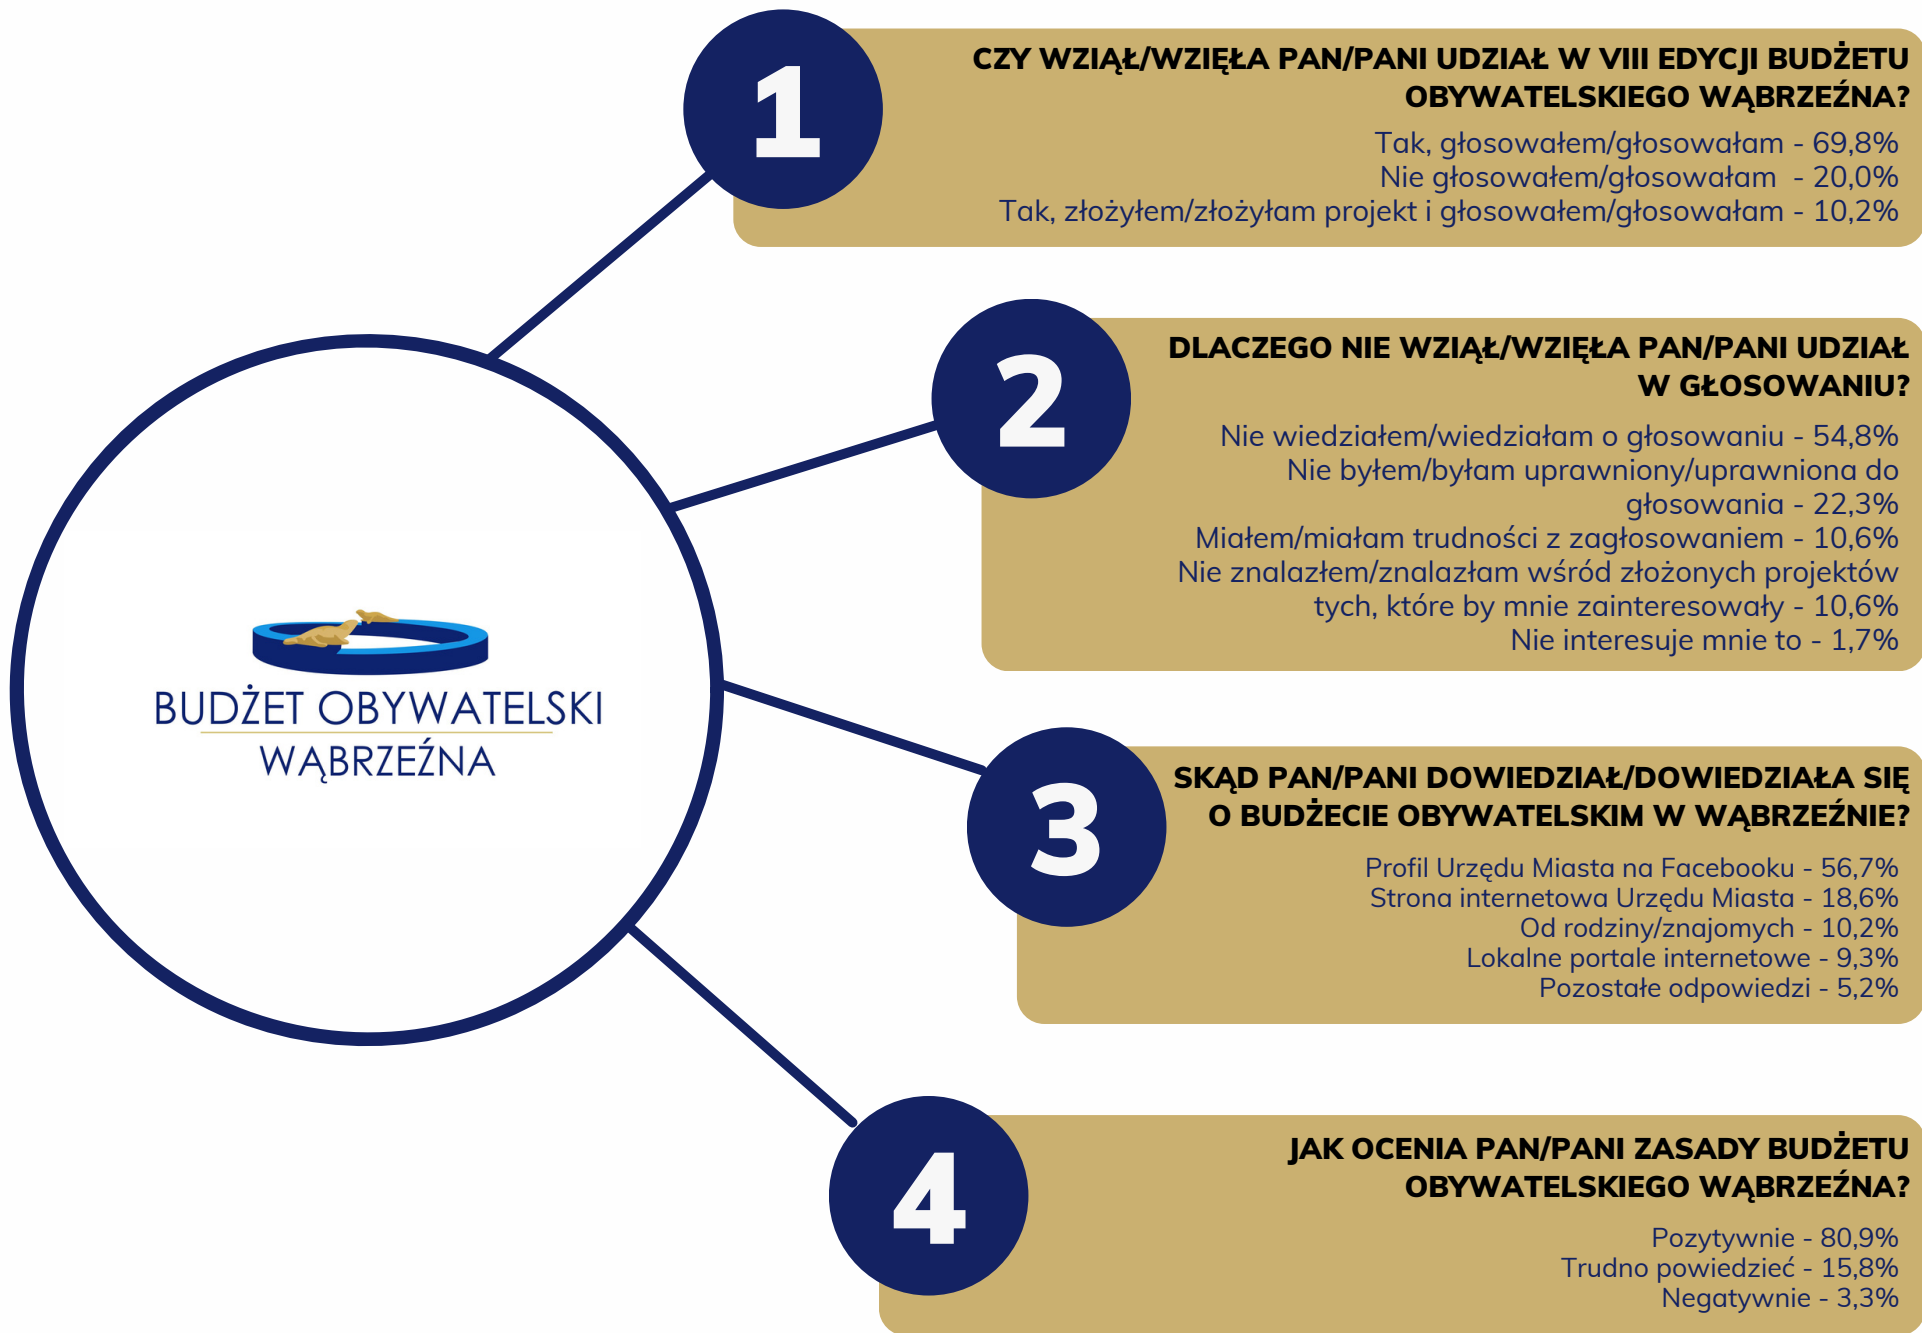 1
CZY WZIĄŁ/WZIĘŁA PAN/PANI UDZIAŁ W VIII EDYCJI BUDŻETU
OBYWATELSKIEGO WĄBRZEŹNA?
Tak, głosowałem/głosowałam - 69,8%
Nie głosowałem/głosowałam - 20,0%
Tak, złożyłem/złożyłam projekt i głosowałem/głosowałam - 10,2%
2
DLACZEGO NIE WZIĄŁ/WZIĘŁA PAN/PANI UDZIAŁ
W GŁOSOWANIU?
Nie wiedziałem/wiedziałam o głosowaniu - 54,8%
Nie byłem/byłam uprawniony/uprawniona do
głosowania - 22,3%
Miałem/miałam trudności z zagłosowaniem - 10,6%
Nie znalazłem/znalazłam wśród złożonych projektów
tych, które by mnie zainteresowały - 10,6%
Nie interesuje mnie to - 1,7%
BUDŻET OBYWATELSKI
WĄBRZEŹNA
3
SKĄD PAN/PANI DOWIEDZIAŁ/DOWIEDZIAŁA SIĘ
O BUDŻECIE OBYWATELSKIM W WĄBRZEŹNIE?
Profil Urzędu Miasta na Facebooku - 56,7%
Strona internetowa Urzędu Miasta - 18,6%
Od rodziny/znajomych - 10,2%
Lokalne portale internetowe - 9,3%
Pozostałe odpowiedzi - 5,2%
4
JAK OCENIA PAN/PANI ZASADY BUDŻETU
OBYWATELSKIEGO WĄBRZEŹNA?
Pozytywnie - 80,9%
Trudno powiedzieć - 15,8%
Negatywnie - 3,3%